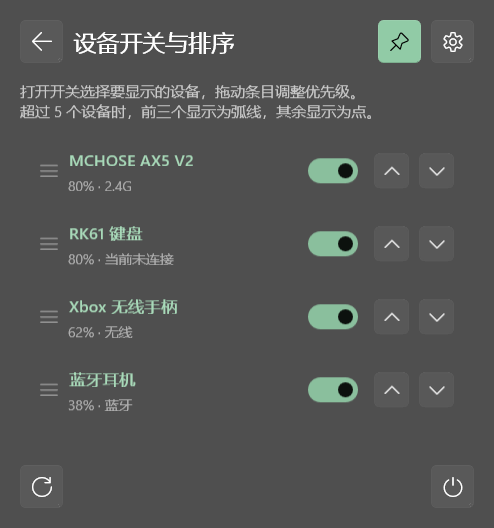 设备开关与排序
打开开关选择要显示的设备，拖动条目调整优先级。
超过 5 个设备时，前三个显示为弧线，其余显示为点。
MCHOSE AX5 V2
80% · 2.4G
RK61 键盘
80% · 当前未连接
Xbox 无线手柄
62% · 无线
蓝牙耳机
38% · 蓝牙